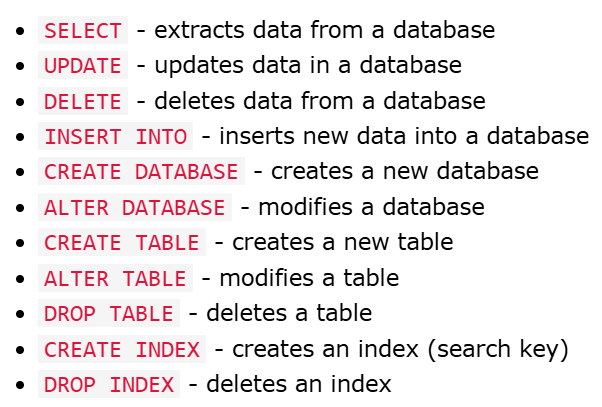 SELECT - extracts data from a database
UPDATE - updates data in a database
DELETE - deletes data from a database
INSERT INTO - inserts new data into a database
CREATE DATABASE - creates a new database
ALTER DATABASE - modifies a database
CREATE TABLE - creates a new table
ALTER TABLE - modifies a table
DROP TABLE - deletes a table
CREATE INDEX - creates an index (search key)
DROP INDEX - deletes an index